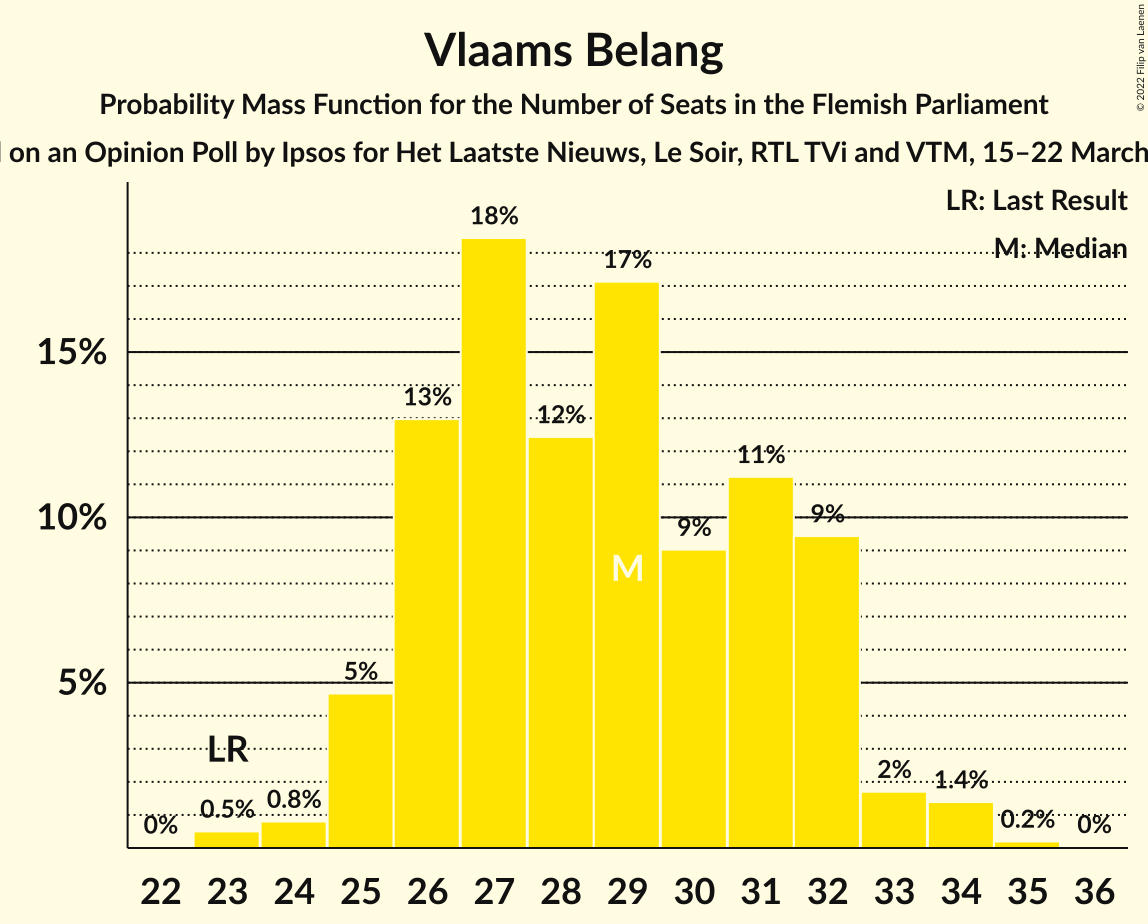 © 2022 Filip van Laenen
Vlaams Belang
Probability Mass Function for the Number of Seats in the Flemish Parliament
on an Opinion Poll by Ipsos for Het Laatste Nieuws, Le Soir, RTL TVi and VTM, 15–22 March
LR: Last Result
M: Median
18%
17%
15%
13%
12%
11%
10%
9%
9%
M
5%
5%
LR
2%
1.4%
0.8%
0.5%
0.2%
0%
0%
22 23 24 25 26 27 28 29 30 31 32 33 34 35 36